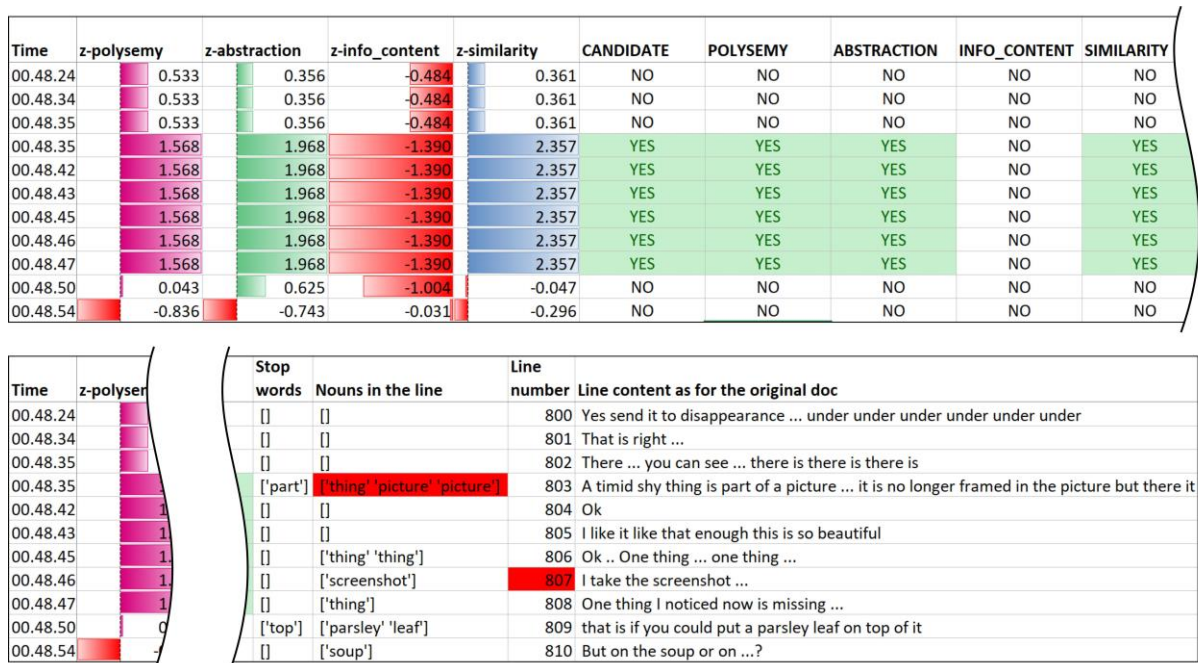 Time z-polysemy z-abstraction z-info_content z-similarity CANDIDATE POLYSEMY ABSTRACTION INFO_CONTENT SIMILARITY
00.48.24 0.533 0.356 -0.484 0.361 NO NO NO NO NO
00.48.34 0.533 0.356 -0.484 0.361 NO NO NO NO NO
00.48.35 0.533 0.356 -0.484 0.361 NO NO NO NO NO
00.48.35 1.568 1.968 -1.390 2.357 YES YES YES NO YES
00.48.42 1.568 1.968 -1.390 2.357 YES YES YES NO YES
00.48.43 1.568 1.968 -1.390 2.357 YES YES YES NO YES
00.48.45 1.568 1.968 -1.390 2.357 YES YES YES NO YES
00.48.46 1.568 1.968 -1.390 2.357 YES YES YES NO YES
00.48.47 1.568 1.968 -1.390 2.357 YES YES YES NO YES
00.48.50 0.043 0.625 -1.004 -0.047 NO NO NO NO NO
00.48.54 -0.836 -0.743 -0.031 -0.296 NO NO NO NO NO
Stop Line
Time words Nouns in the line number Line content as for the original doc
00.48.24 [] [] 800 Yes send it to disappearance ... under under under under under under
00.48.34 [] [] 801 That is right ...
00.48.35 [] [] 802 There ... you can see ... there is there is there is
00.48.35 ['part'] ['thing' 'picture' 'picture'] 803 A timid shy thing is part of a picture ... it is no longer framed in the picture but there it
00.48.42 1 [] [] 804 Ok
00.48.43 1. [] [] 805 I like it like that enough this is so beautiful
00.48.45 1. [] ['thing' 'thing'] 806 Ok .. One thing ... one thing ...
00.48.46 1. [] ['screenshot'] 807 I take the screenshot ...
00.48.47 1 [] ['thing'] 808 One thing I noticed now is missing ...
00.48.50 0 ['top'] ['parsley' 'leaf'] 809 that is if you could put a parsley leaf on top of it
00.48.54 [] ['soup'] 810 But on the soup or on ...?